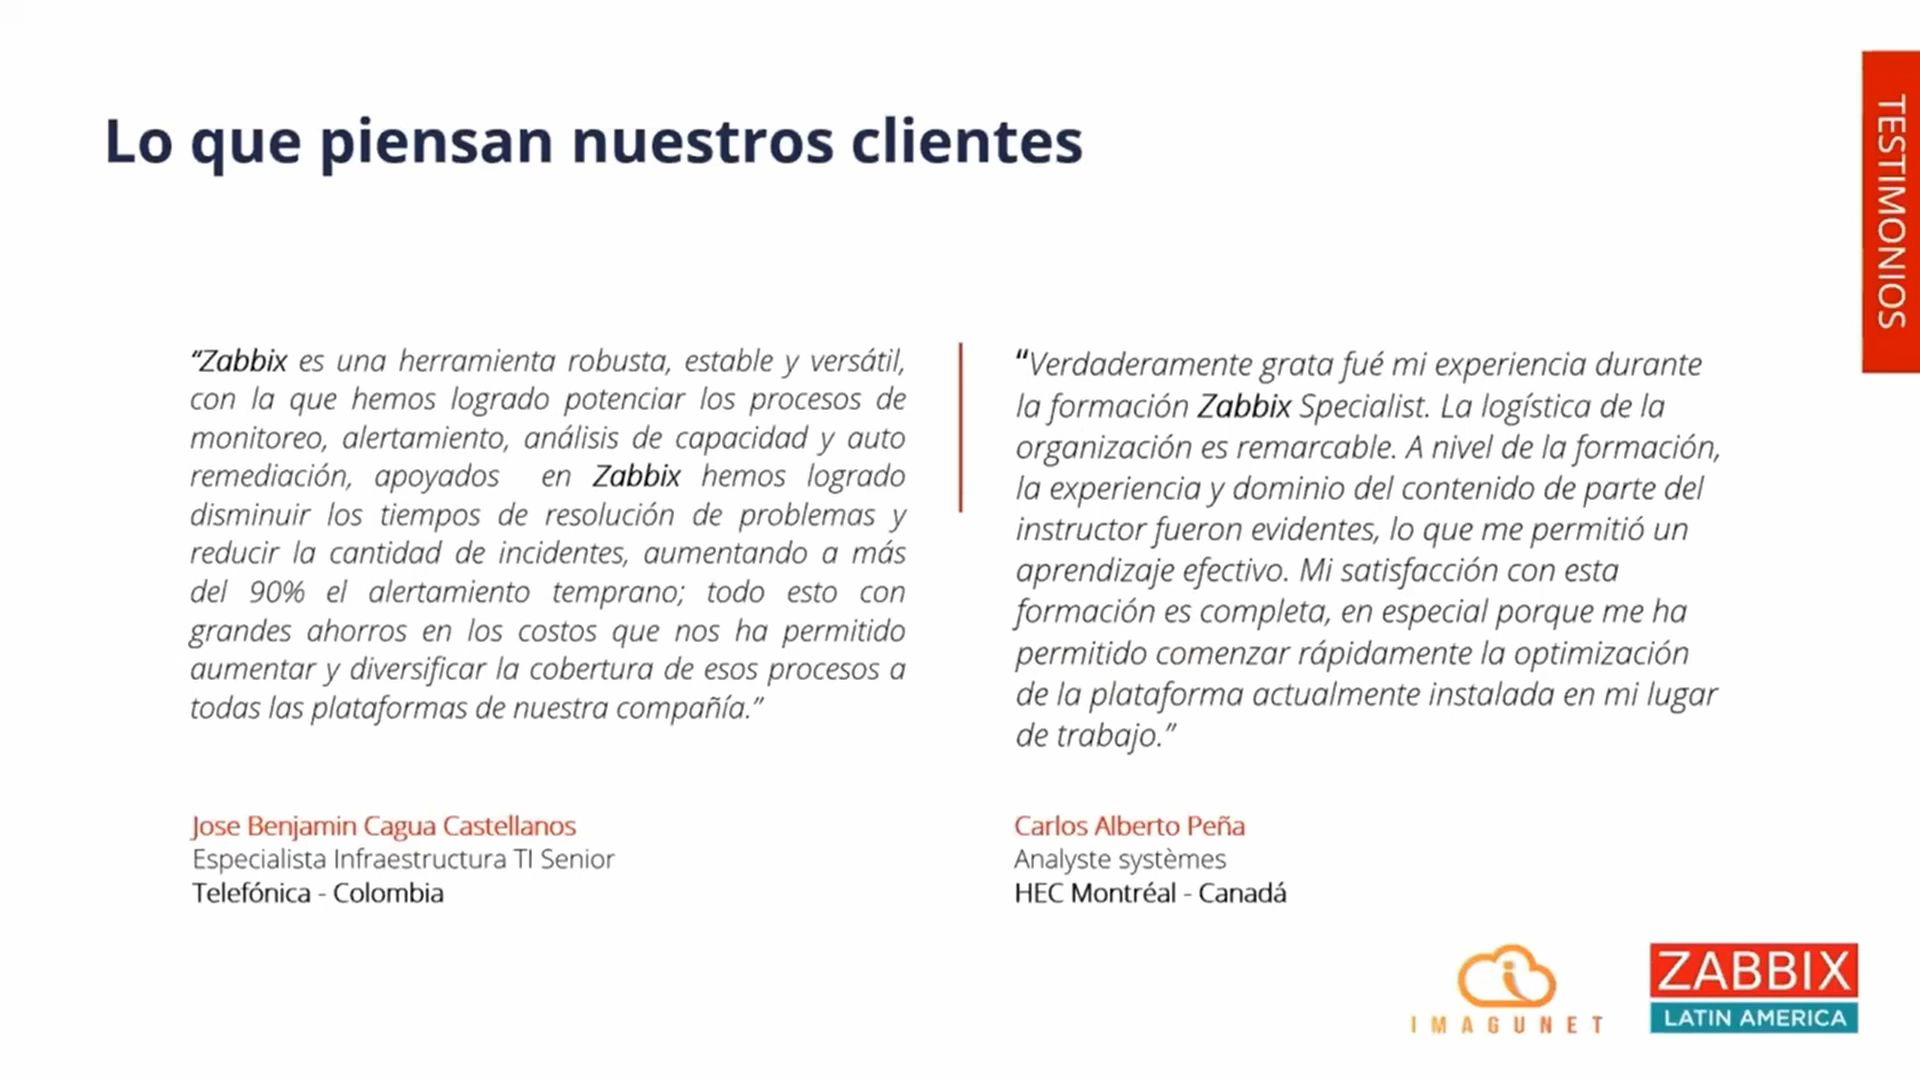 Lo que piensan nuestros clientes
TESTIMONIOS
“Zabbix es una herramienta robusta, estable y versátil,
con la que hemos logrado potenciar los procesos de
monitoreo, alertamiento, análisis de capacidad y auto
remediación, apoyados en Zabbix hemos logrado
disminuir los tiempos de resolución de problemas y
reducir la cantidad de incidentes, aumentando a más
del 90% el alertamiento temprano; todo esto con
grandes ahorros en los costos que nos ha permitido
aumentar y diversificar la cobertura de esos procesos a
todas las plataformas de nuestra compañía.”
Jose Benjamin Cagua Castellanos
Especialista Infraestructura TI Senior
Telefónica - Colombia
“Verdaderamente grata fué mi experiencia durante
la formación Zabbix Specialist. La logística de la
organización es remarcable. A nivel de la formación,
la experiencia y dominio del contenido de parte del
instructor fueron evidentes, lo que me permitió un
aprendizaje efectivo. Mi satisfacción con esta
formación es completa, en especial porque me ha
permitido comenzar rápidamente la optimización
de la plataforma actualmente instalada en mi lugar
de trabajo.”
Carlos Alberto Peña
Analyste systèmes
HEC Montréal - Canadá
IMAGUNET
ZABBIX
LATIN AMERICA